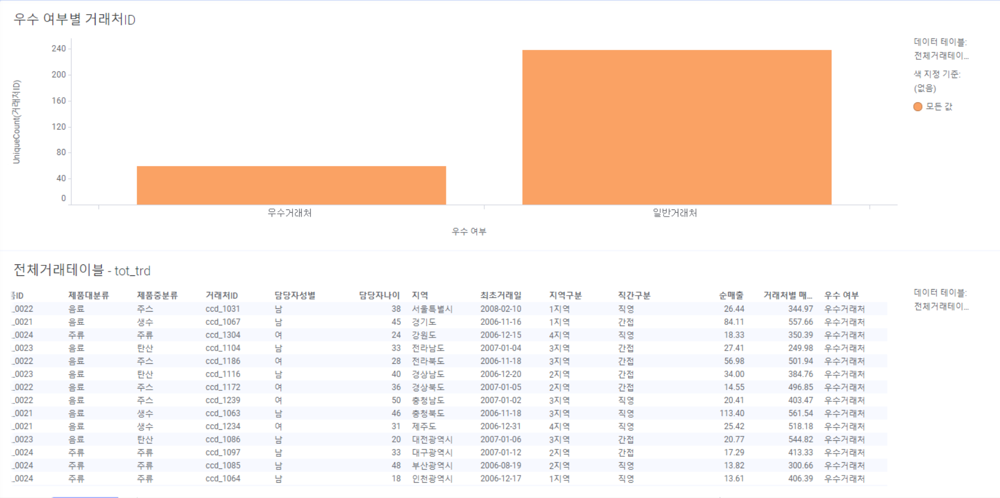 우수 여부별 거래처ID
UniqueCount(거래처ID)
240
200
160
120
80
40
0
우수거래처 일반거래처
우수 여부
데이터 테이블:
전체거래테이...
색 지정 기준:
(없음)
모든 값
전체거래테이블 - tot_trd
품ID 제품대분류 제품중분류 거래처ID 담당자성별 담당자나이 지역 최초거래일 지역구분 직간구분 순매출 거래처별 매... 우수 여부
_0022 음료 주스 ccd_1031 남 38 서울특별시 2008-02-10 1지역 직영 26.44 344.97 우수거래처
_0021 음료 생수 ccd_1067 남 45 경기도 2006-11-16 1지역 간접 84.11 557.66 우수거래처
_0024 주류 주류 ccd_1304 여 24 강원도 2006-12-15 4지역 직영 18.33 350.39 우수거래처
_0023 음료 탄산 ccd_1104 남 33 전라남도 2007-01-04 3지역 간접 27.41 249.98 우수거래처
_0022 음료 주스 ccd_1186 여 28 전라북도 2006-11-18 3지역 간접 56.98 501.94 우수거래처
_0023 음료 탄산 ccd_1116 남 40 경상남도 2006-12-20 2지역 간접 34.00 384.76 우수거래처
_0022 음료 주스 ccd_1172 여 36 경상북도 2007-01-05 2지역 간접 14.55 496.85 우수거래처
_0022 음료 주스 ccd_1239 여 50 충청남도 2007-01-02 3지역 직영 20.41 403.47 우수거래처
_0021 음료 생수 ccd_1063 남 46 충청북도 2006-11-18 3지역 직영 113.40 561.54 우수거래처
_0021 음료 생수 ccd_1234 여 31 제주도 2006-12-31 4지역 직영 25.42 518.18 우수거래처
_0023 음료 탄산 ccd_1086 남 20 대전광역시 2007-01-06 3지역 간접 20.77 544.82 우수거래처
_0024 주류 주류 ccd_1097 남 33 대구광역시 2007-01-12 2지역 간접 17.29 413.33 우수거래처
_0024 주류 주류 ccd_1085 남 48 부산광역시 2006-08-19 2지역 직영 13.82 300.66 우수거래처
_0024 주류 주류 ccd_1064 남 18 인천광역시 2006-12-17 1지역 직영 13.61 406.39 우수거래처
데이터 테이블:
전체거래테이...